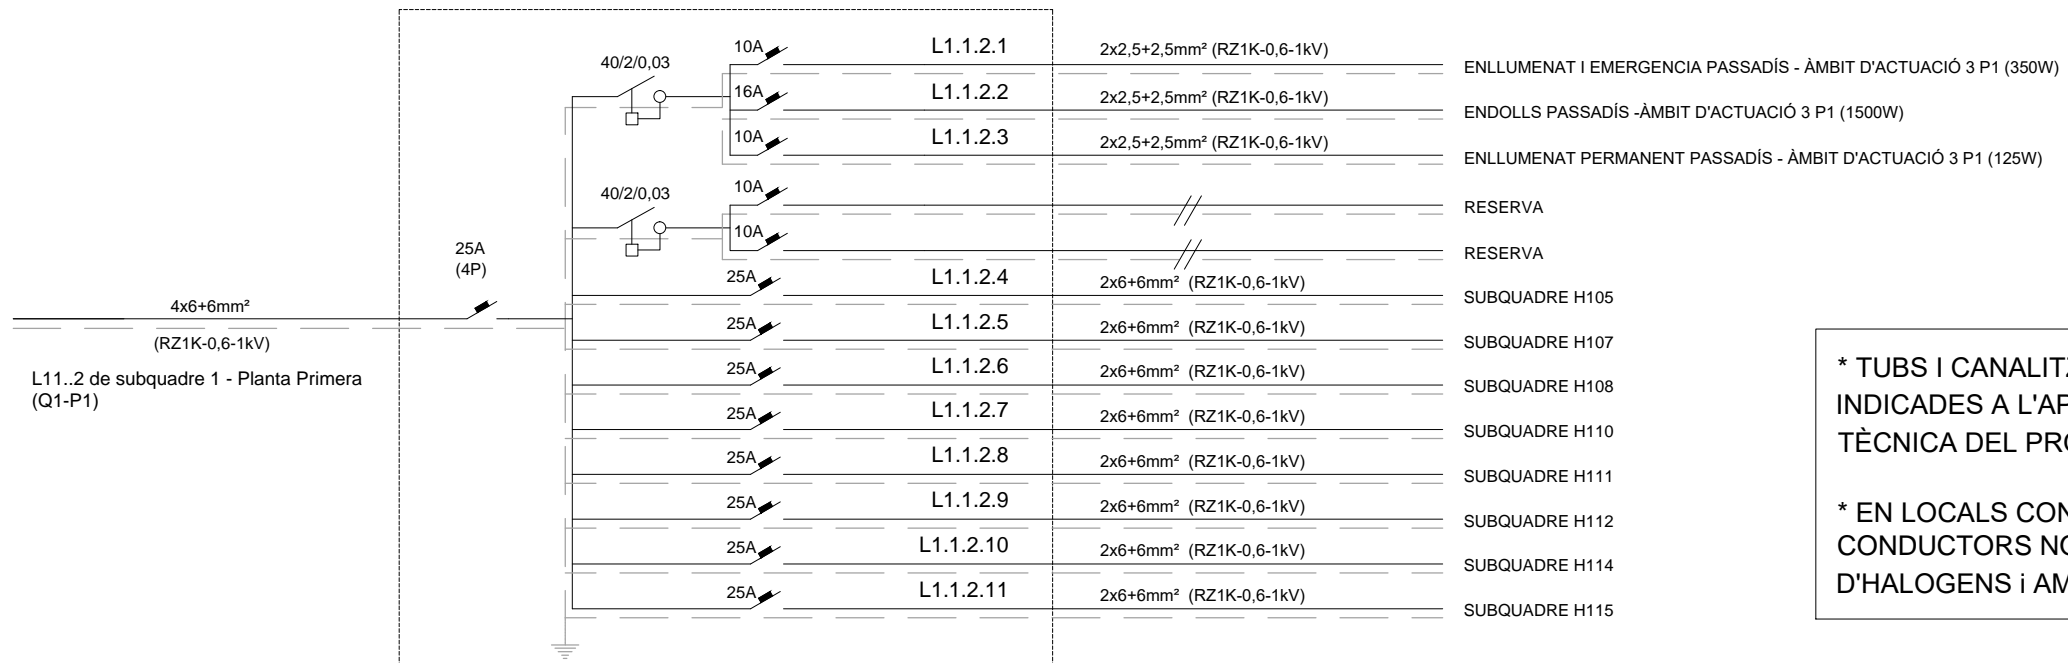 10A L1.1.2.1 2x2,5+2,5mm² (RZ1K-0,6-1kV)
40/2/0,03
ENLLUMENAT I EMERGENCIA PASSADÍS - ÀMBIT D'ACTUACIÓ 3 P1 (350W)
16A L1.1.2.2 2x2,5+2,5mm² (RZ1K-0,6-1kV)
ENDOLLS PASSADÍS -ÀMBIT D'ACTUACIÓ 3 P1 (1500W)
10A L1.1.2.3 2x2,5+2,5mm² (RZ1K-0,6-1kV)
ENLLUMENAT PERMANENT PASSADÍS - ÀMBIT D'ACTUACIÓ 3 P1 (125W)
40/2/0,03
10A
RESERVA
10A
RESERVA
25A
(4P)
25A L1.1.2.4 2x6+6mm² (RZ1K-0,6-1kV)
SUBQUADRE H105
4x6+6mm²
(RZ1K-0,6-1kV)
L11..2 de subquadre 1 - Planta Primera
(Q1-P1)
25A L1.1.2.5 2x6+6mm² (RZ1K-0,6-1kV)
SUBQUADRE H107
25A L1.1.2.6 2x6+6mm² (RZ1K-0,6-1kV)
SUBQUADRE H108
25A L1.1.2.7 2x6+6mm² (RZ1K-0,6-1kV)
SUBQUADRE H110
25A L1.1.2.8 2x6+6mm² (RZ1K-0,6-1kV)
SUBQUADRE H111
25A L1.1.2.9 2x6+6mm² (RZ1K-0,6-1kV)
SUBQUADRE H112
25A L1.1.2.10 2x6+6mm² (RZ1K-0,6-1kV)
SUBQUADRE H114
25A L1.1.2.11 2x6+6mm² (RZ1K-0,6-1kV)
SUBQUADRE H115
* TUBS I
INDICADES A
TÈCNICA DEL
* EN LOCALS
CONDUCTORS
D'HALOGENS i